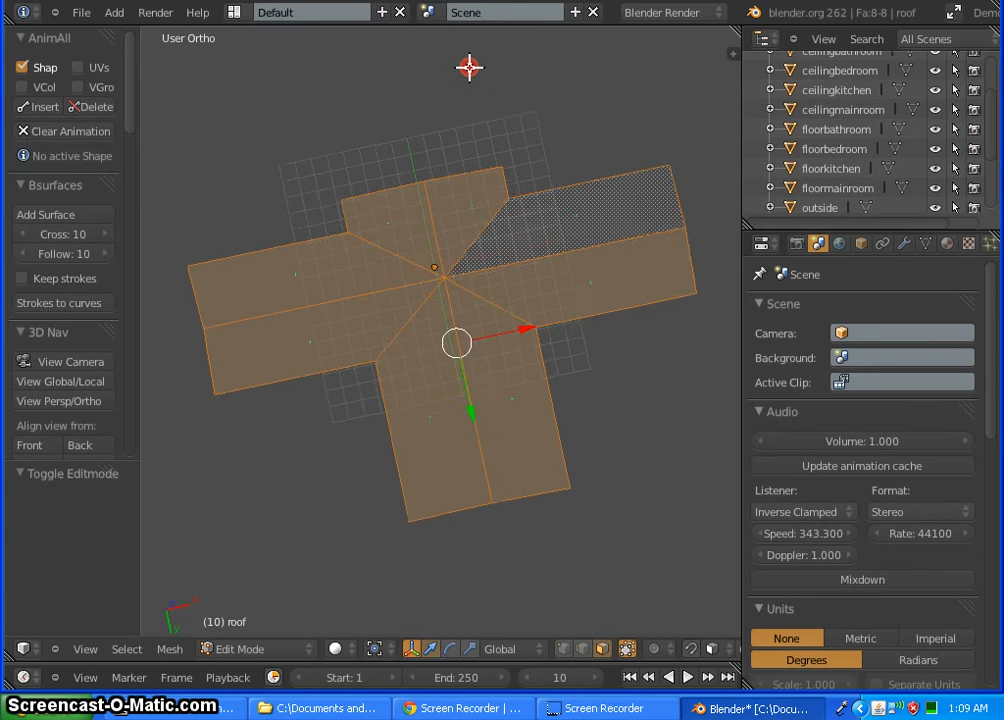 File Add Render Help Default Scene Blender Render blender.org 262 | Fa:8-8 | roof Demo
AnimAll
Shap UVs
VCol VGro
Insert Delete
Clear Animation
No active Shape
Bsurfaces
Add Surface
Cross: 10
Follow: 10
Keep strokes
Strokes to curves
3D Nav
View Camera
View Global/Local
View Persp/Ortho
Align view from:
Front Back
Toggle Editmode
User Ortho
x
y
(10) roof
View Search All Scenes
ceilingbathroom
ceilingbedroom
ceilingkitchen
ceilingmainroom
floorbathroom
floorbedroom
floorkitchen
floormainroom
outside
Scene
Scene
Camera:
Background:
Active Clip:
Audio
Volume: 1.000
Update animation cache
Listener: Format:
Inverse Clamped Stereo
Speed: 343.300 Rate: 44100
Doppler: 1.000
Mixdown
Units
None Metric Imperial
Degrees Radians
Scale: 1.000 Separate Units
View Select Mesh Edit Mode Global
View Marker Frame Playback Start: 1 End: 250 10
Screencast-O-Matic.com
C:\Documents and... Screen Recorder | ... Screen Recorder Blender* [C:\Docu... 1:09 AM